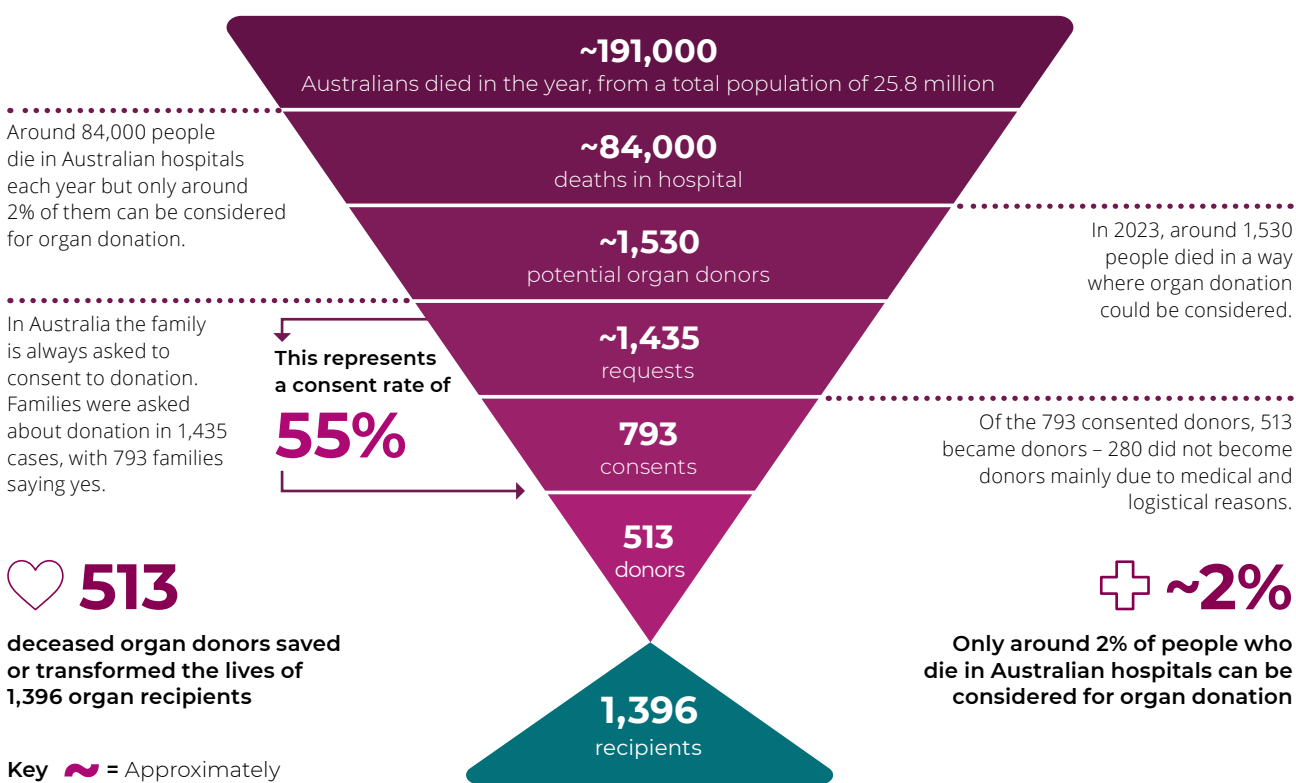 ~191,000
Australians died in the year, from a total population of 25.8 million
Around 84,000 people
die in Australian hospitals
each year but only around
2% of them can be considered
for organ donation.
~84,000
deaths in hospital
~1,530
potential organ donors
In 2023, around 1,530
people died in a way
where organ donation
could be considered.
In Australia the family
is always asked to
consent to donation.
Families were asked
about donation in 1,435
cases, with 793 families
saying yes.
This represents
a consent rate of
55%
~1,435
requests
793
consents
Of the 793 consented donors, 513
became donors – 280 did not become
donors mainly due to medical and
logistical reasons.
513
donors
513
deceased organ donors saved
or transformed the lives of
1,396 organ recipients
~2%
Only around 2% of people who
die in Australian hospitals can be
considered for organ donation
1,396
recipients
Key ~ = Approximately